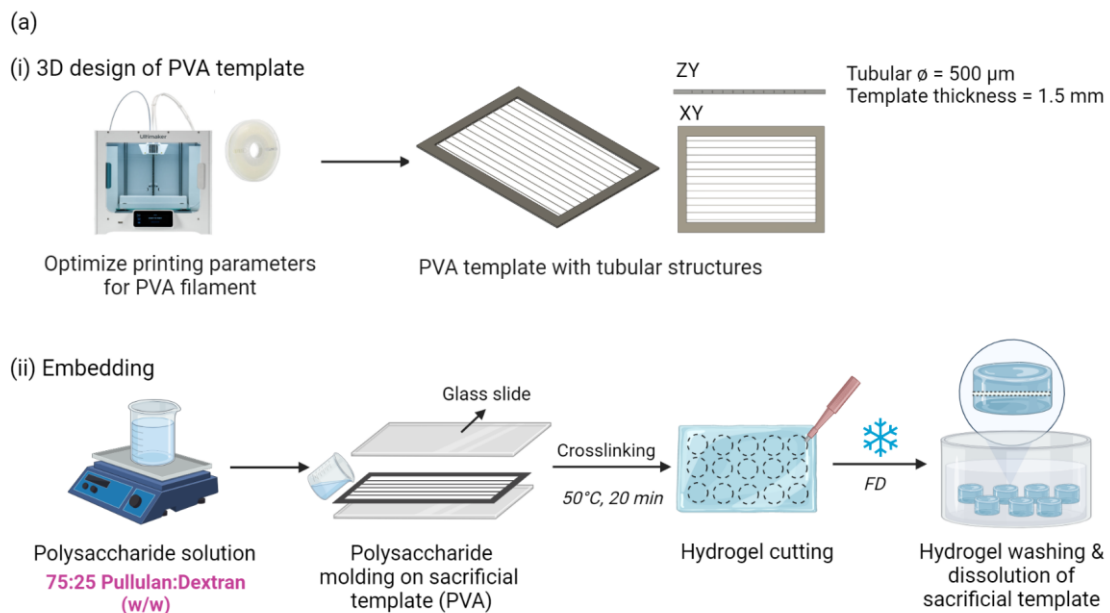 (a)
(i) 3D design of PVA template
Ultimaker
ZY
XY
Tubular ø = 500 µm
Template thickness = 1.5 mm
Optimize printing parameters
for PVA filament
PVA template with tubular structures
(ii) Embedding
Glass slide
Crosslinking
50°C, 20 min
FD
Polysaccharide solution
75:25 Pullulan:Dextran
(w/w)
Polysaccharide
molding on sacrificial
template (PVA)
Hydrogel cutting
Hydrogel washing &
dissolution of
sacrificial template